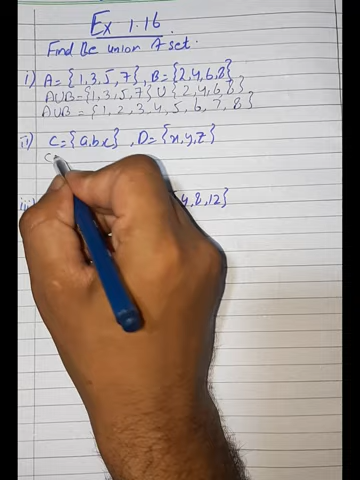 Ex 1.16
Find the union of set.
i) A = {1,3,5,7}, B = {2,4,6,8}
A∪B = {1,3,5,7} ∪ {2,4,6,8}
A∪B = {1, 2, 3, 4, 5, 6, 7, 8}
ii) C = {a,b,c}, D = {x,y,z}
C
iii) 4,8,12}